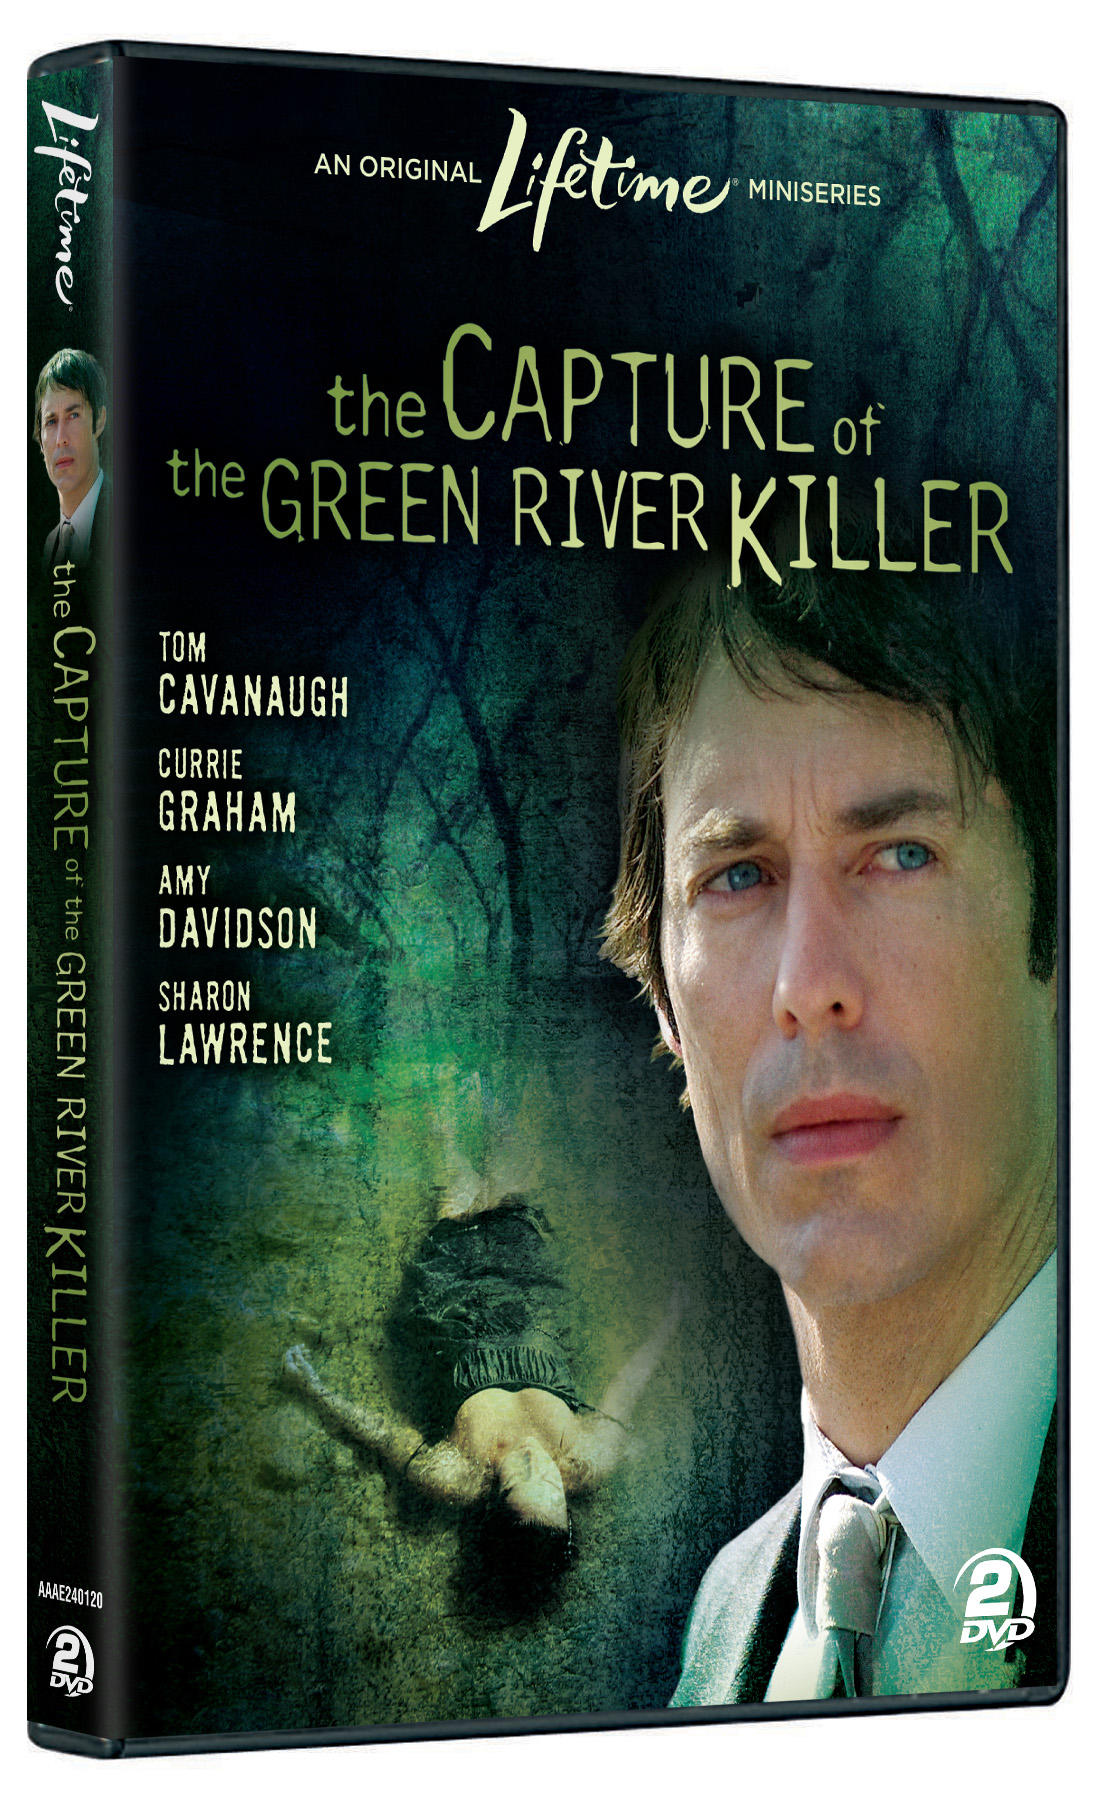 AN ORIGINAL Lifetime® MINISERIES
the CAPTURE of
the GREEN RIVER KILLER
TOM
CAVANAUGH
CURRIE
GRAHAM
AMY
DAVIDSON
SHARON
LAWRENCE
2
DVD
Lifetime®
the CAPTURE of the GREEN RIVER KILLER
AAAE240120
2
DVD